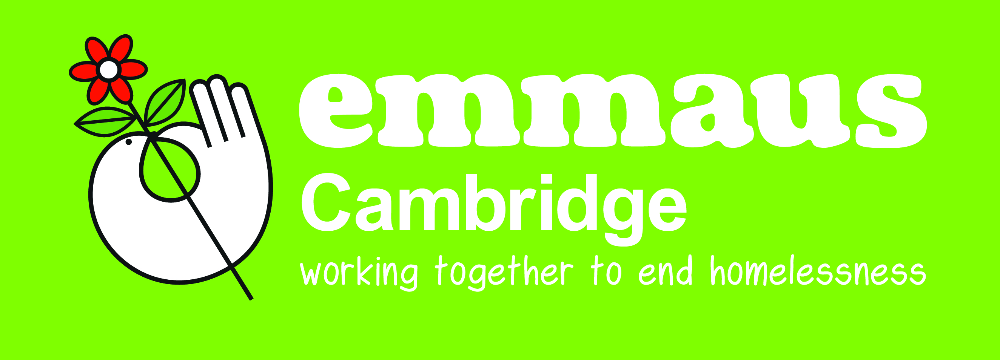 emmaus
Cambridge
working together to end homelessness